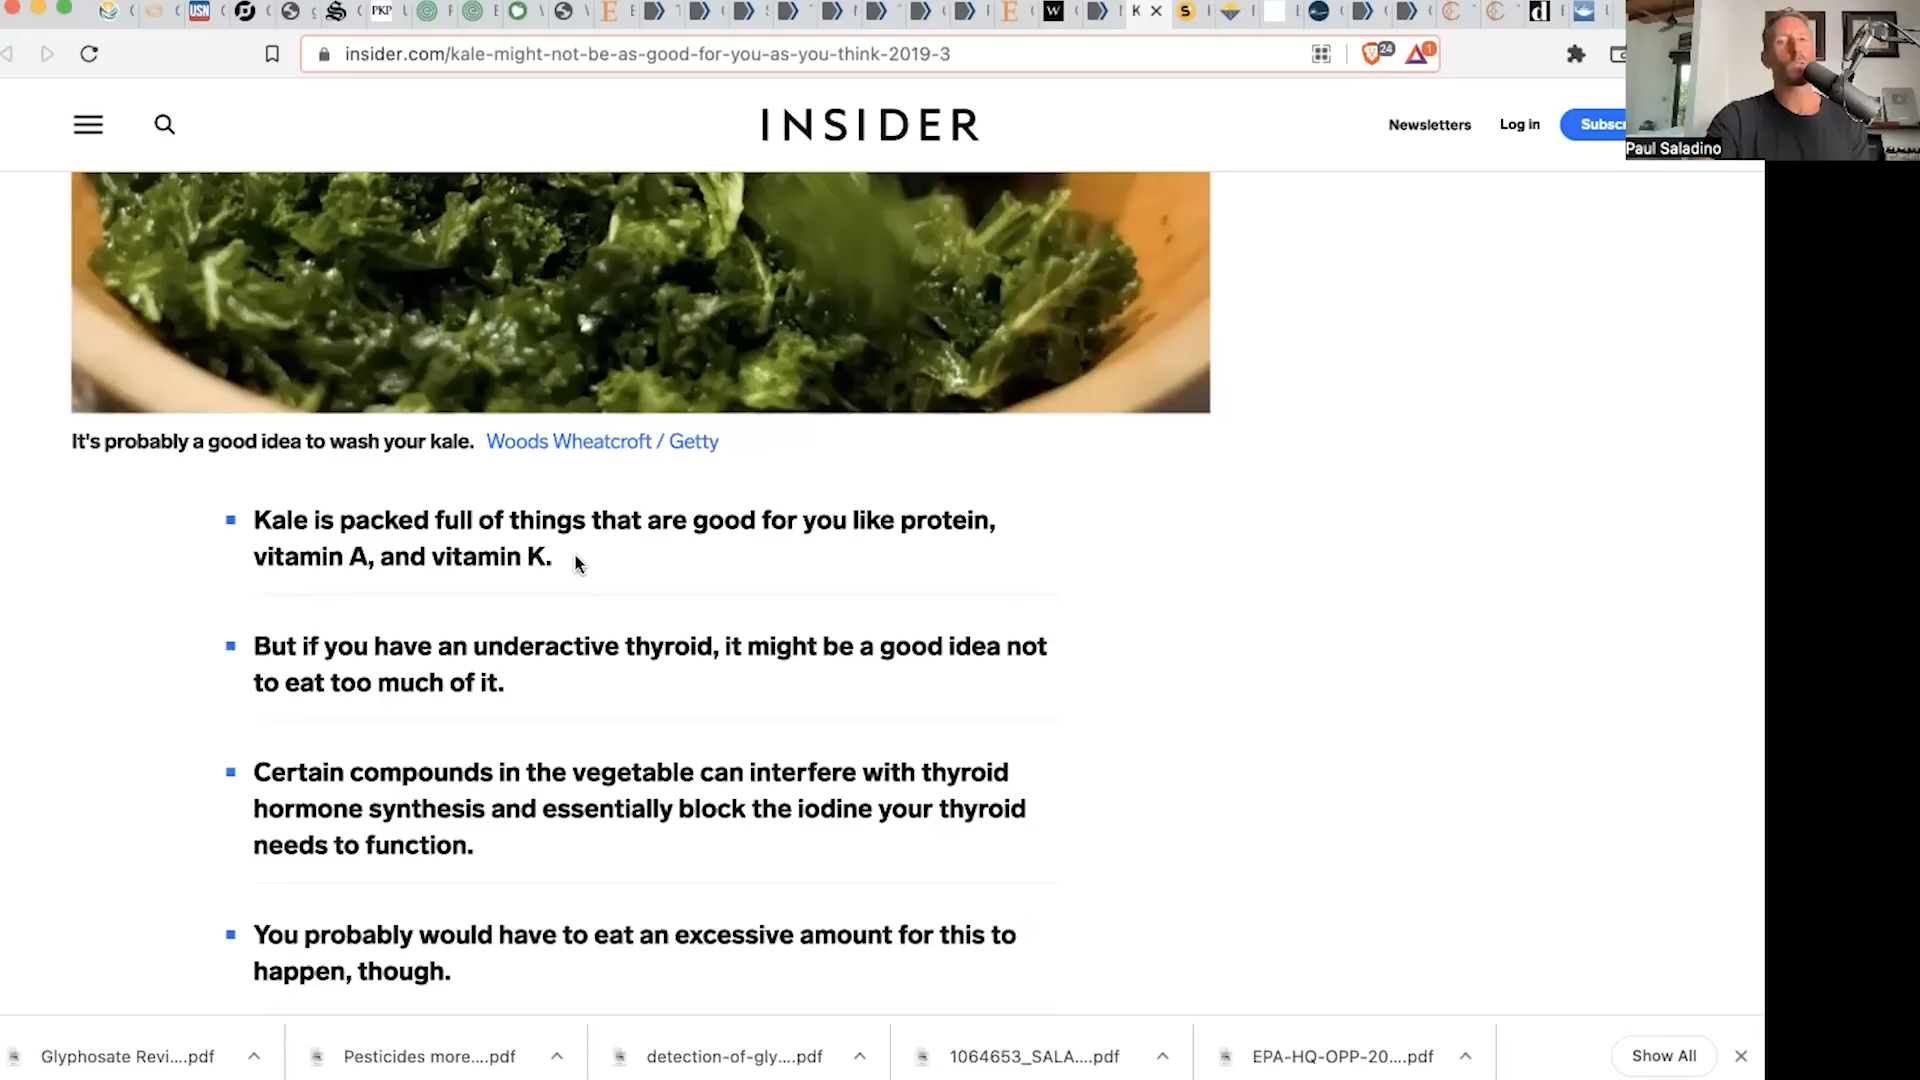 USN
PKP
E
E
W
K
S
d
insider.com/kale-might-not-be-as-good-for-you-as-you-think-2019-3
24
1
INSIDER
Newsletters
Log in
Subsc
Paul Saladino
It's probably a good idea to wash your kale. Woods Wheatcroft / Getty
Kale is packed full of things that are good for you like protein,
vitamin A, and vitamin K.
But if you have an underactive thyroid, it might be a good idea not
to eat too much of it.
Certain compounds in the vegetable can interfere with thyroid
hormone synthesis and essentially block the iodine your thyroid
needs to function.
You probably would have to eat an excessive amount for this to
happen, though.
Glyphosate Revi....pdf
Pesticides more....pdf
detection-of-gly....pdf
1064653_SALA....pdf
EPA-HQ-OPP-20....pdf
Show All